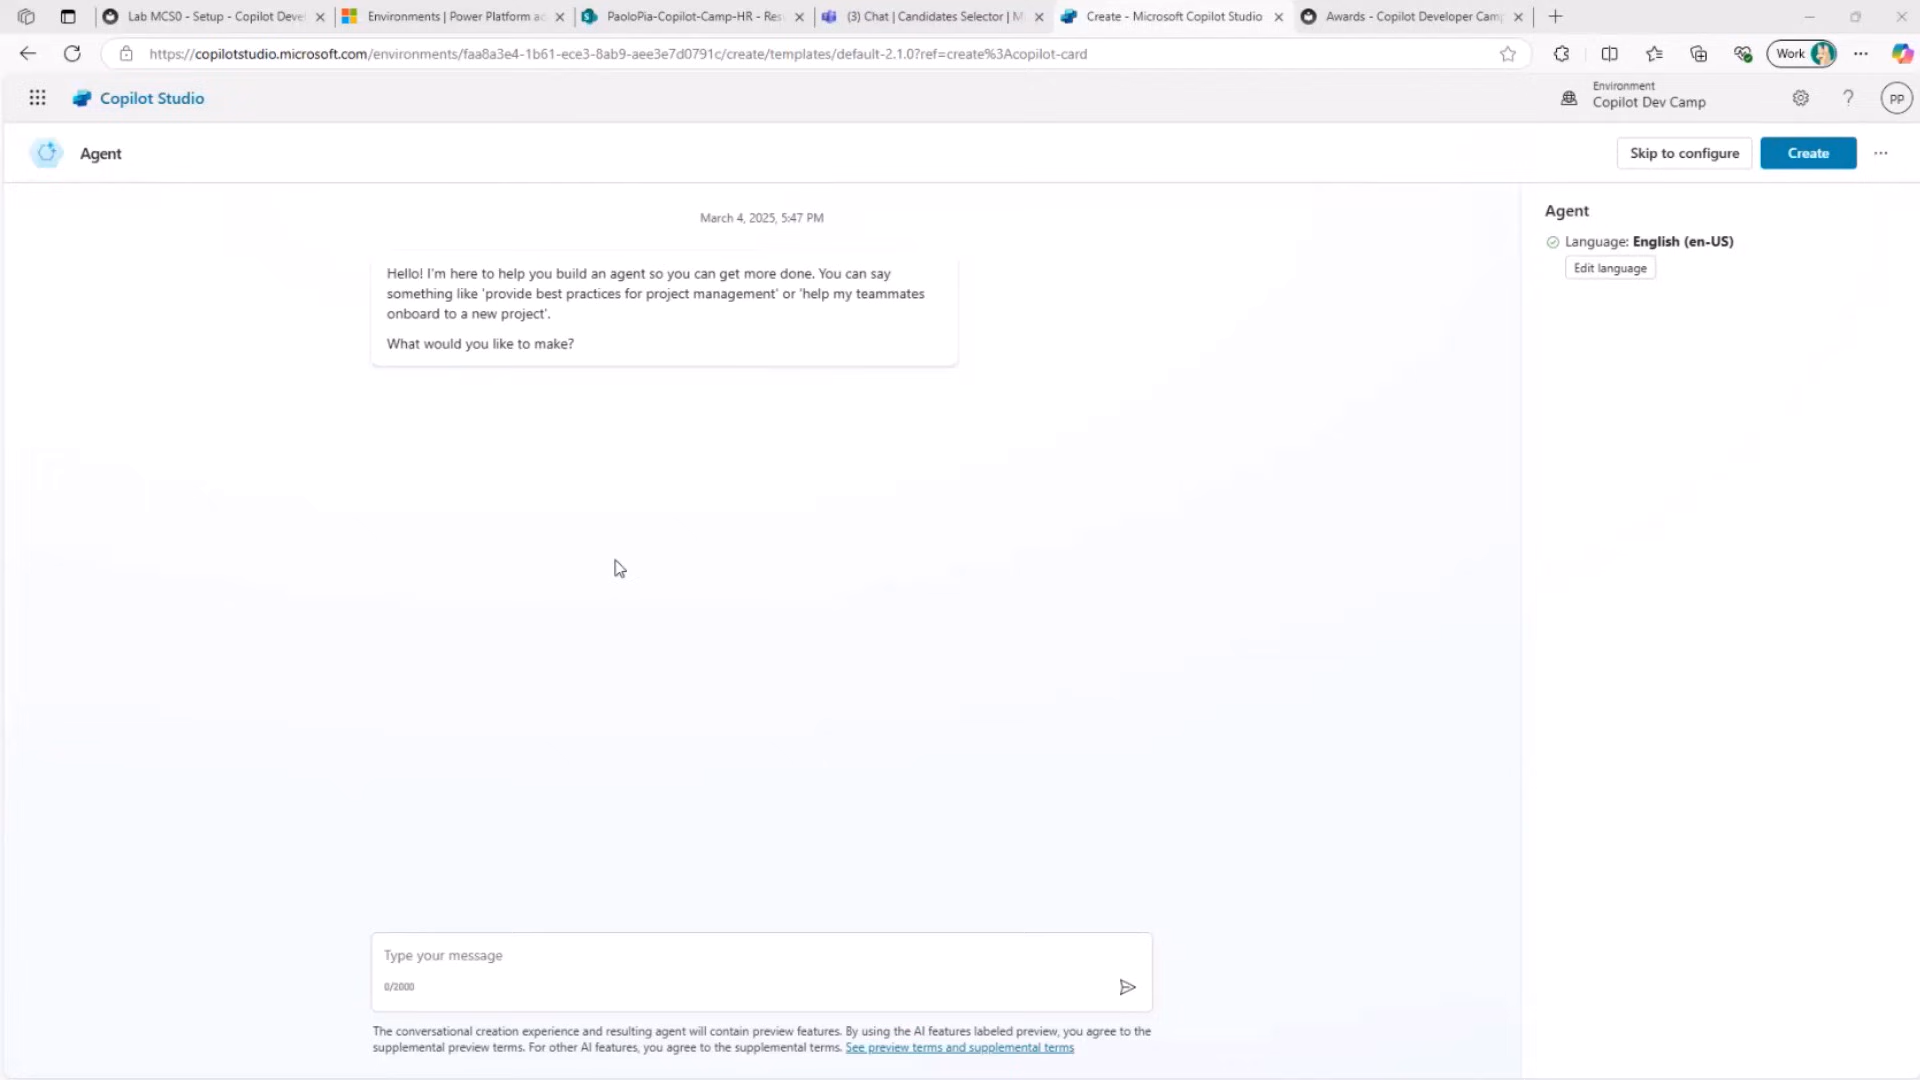 Lab MCS0 - Setup - Copilot Deve
Environments | Power Platform a
PaoloPia-Copilot-Camp-HR - Res
(3) Chat | Candidates Selector | M
Create - Microsoft Copilot Studio
Awards - Copilot Developer Camp
https://copilotstudio.microsoft.com/environments/faa8a3e4-1b61-ece3-8ab9-aee3e7d0791c/create/templates/default-2.1.0?ref=create%3Acopilot-card
Work
Copilot Studio
Environment
Copilot Dev Camp
PP
Agent
Skip to configure
Create
March 4, 2025, 5:47 PM
Hello! I'm here to help you build an agent so you can get more done. You can say
something like 'provide best practices for project management' or 'help my teammates
onboard to a new project'.
What would you like to make?
Agent
Language: English (en-US)
Edit language
Type your message
0/2000
The conversational creation experience and resulting agent will contain preview features. By using the AI features labeled preview, you agree to the
supplemental preview terms. For other AI features, you agree to the supplemental terms. See preview terms and supplemental terms